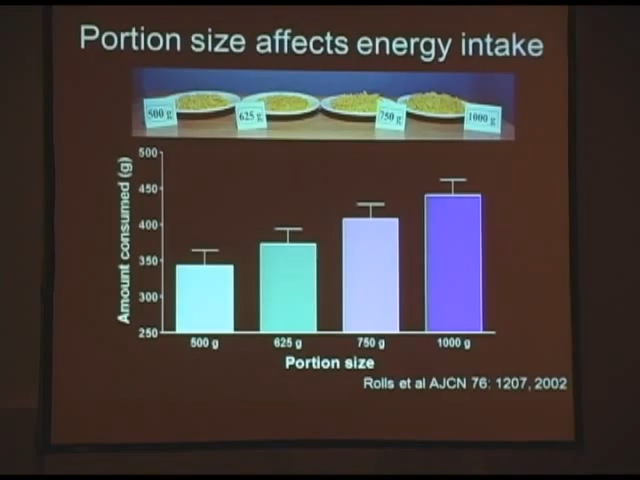 Portion size affects energy intake
500 g
625 g
750 g
1000 g
Amount consumed (g)
500
450
400
350
300
250
500 g
625 g
750 g
1000 g
Portion size
Rolls et al AJCN 76: 1207, 2002